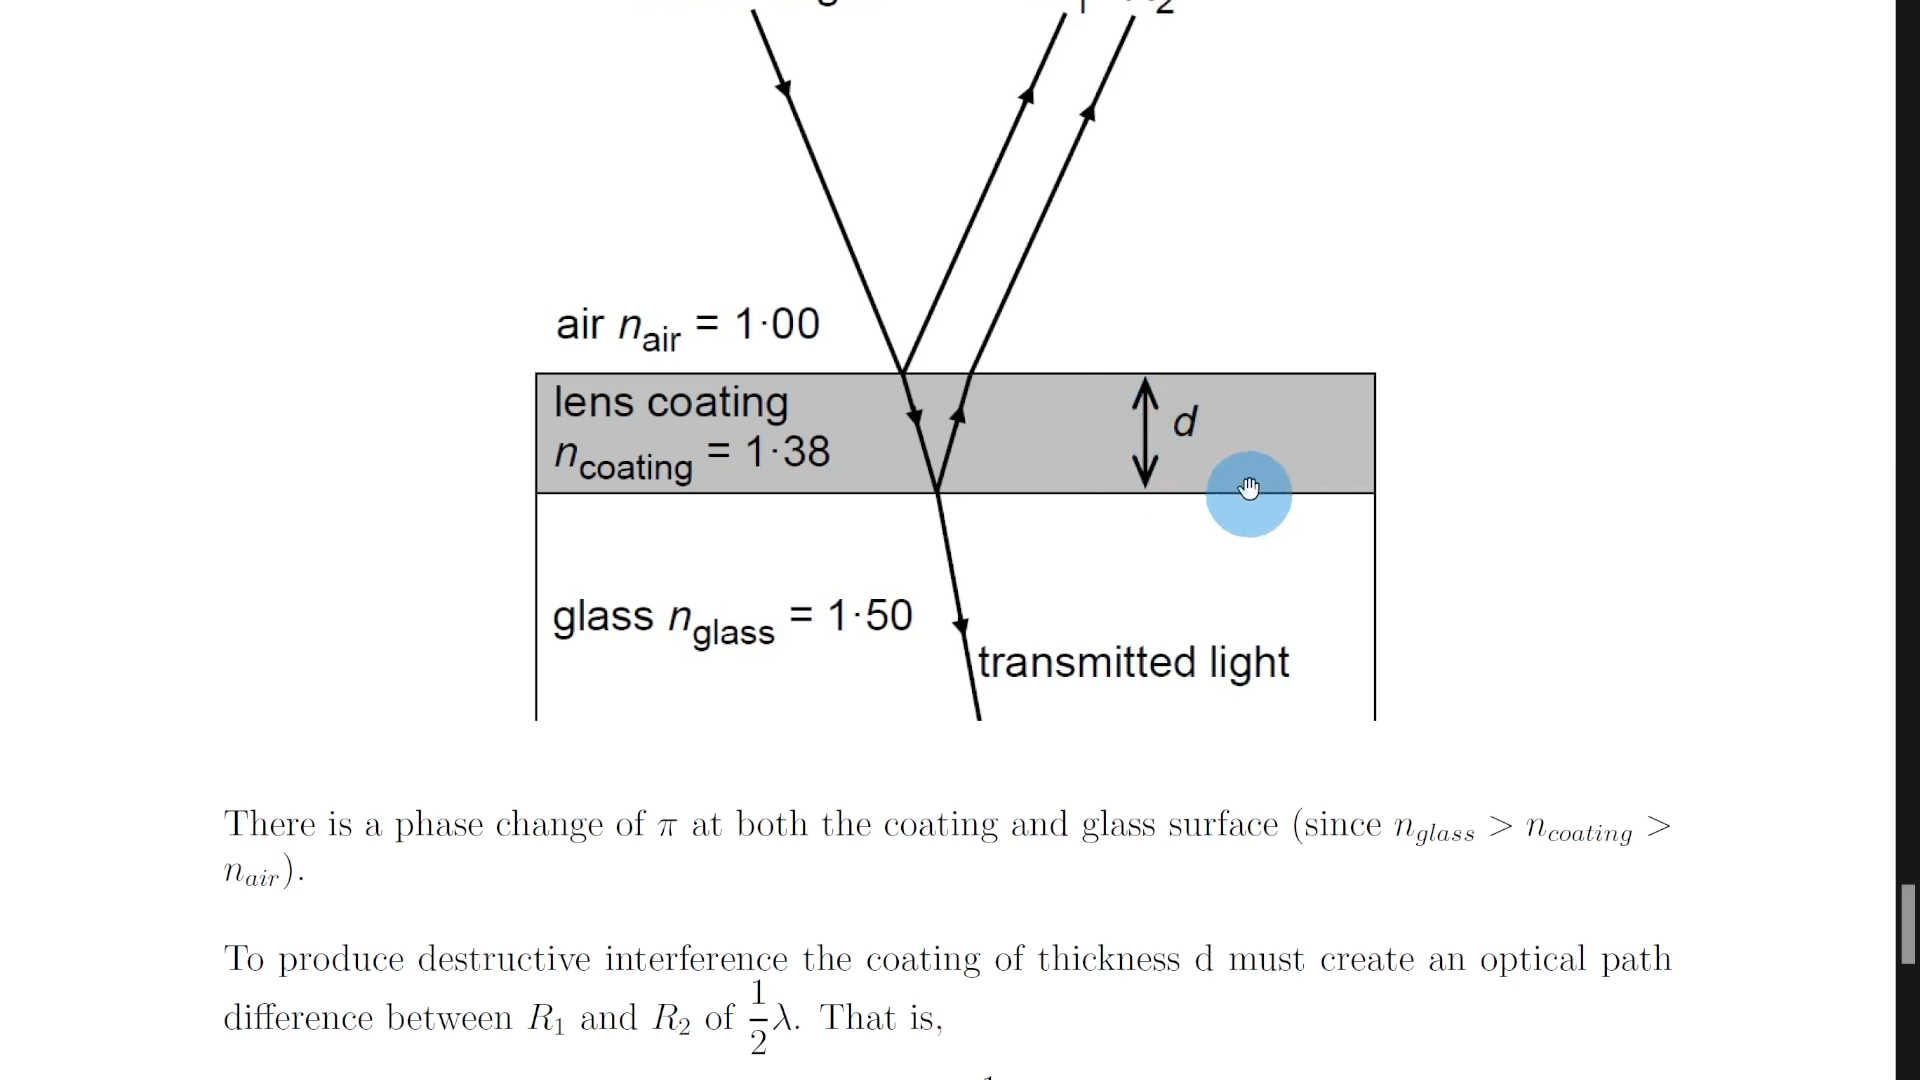 2
air n_air = 1·00
lens coating
n_coating = 1·38
d
glass n_glass = 1·50
transmitted light
There is a phase change of π at both the coating and glass surface (since n_glass > n_coating >
n_air).
To produce destructive interference the coating of thickness d must create an optical path
difference between R₁ and R₂ of 1/2 λ. That is,